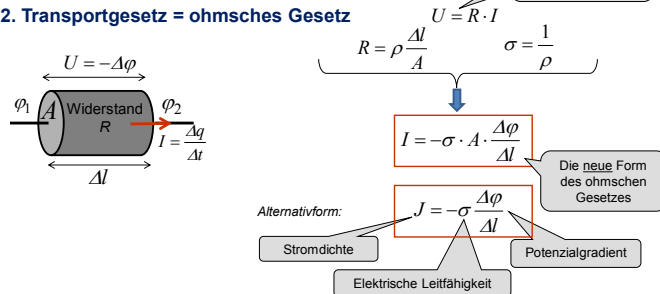 2. Transportgesetz = ohmsches Gesetz
U = R · I
R = ρ Δl/A
σ = 1/ρ
U = −Δφ
φ₁
A
Widerstand
R
φ₂
I = Δq/Δt
Δl
I = −σ · A · Δφ/Δl
Die neue Form
des ohmschen
Gesetzes
Alternativform:
J = −σ Δφ/Δl
Stromdichte
Potenzialgradient
Elektrische Leitfähigkeit